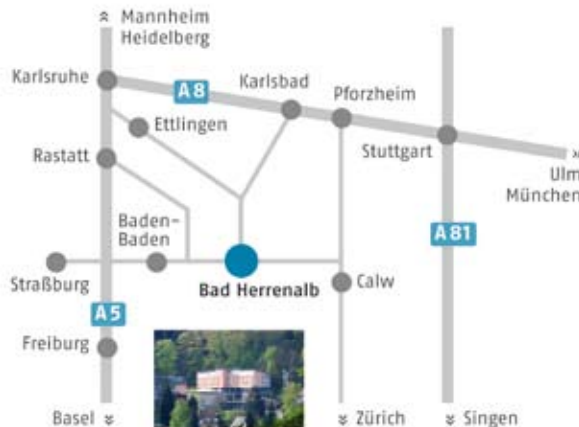 Mannheim
Heidelberg
Karlsruhe
A 8
Karlsbad
Pforzheim
Ettlingen
Rastatt
Stuttgart
Ulm
München
Baden-
Baden
A 81
Straßburg
Bad Herrenalb
Calw
A 5
Freiburg
Basel
Zürich
Singen